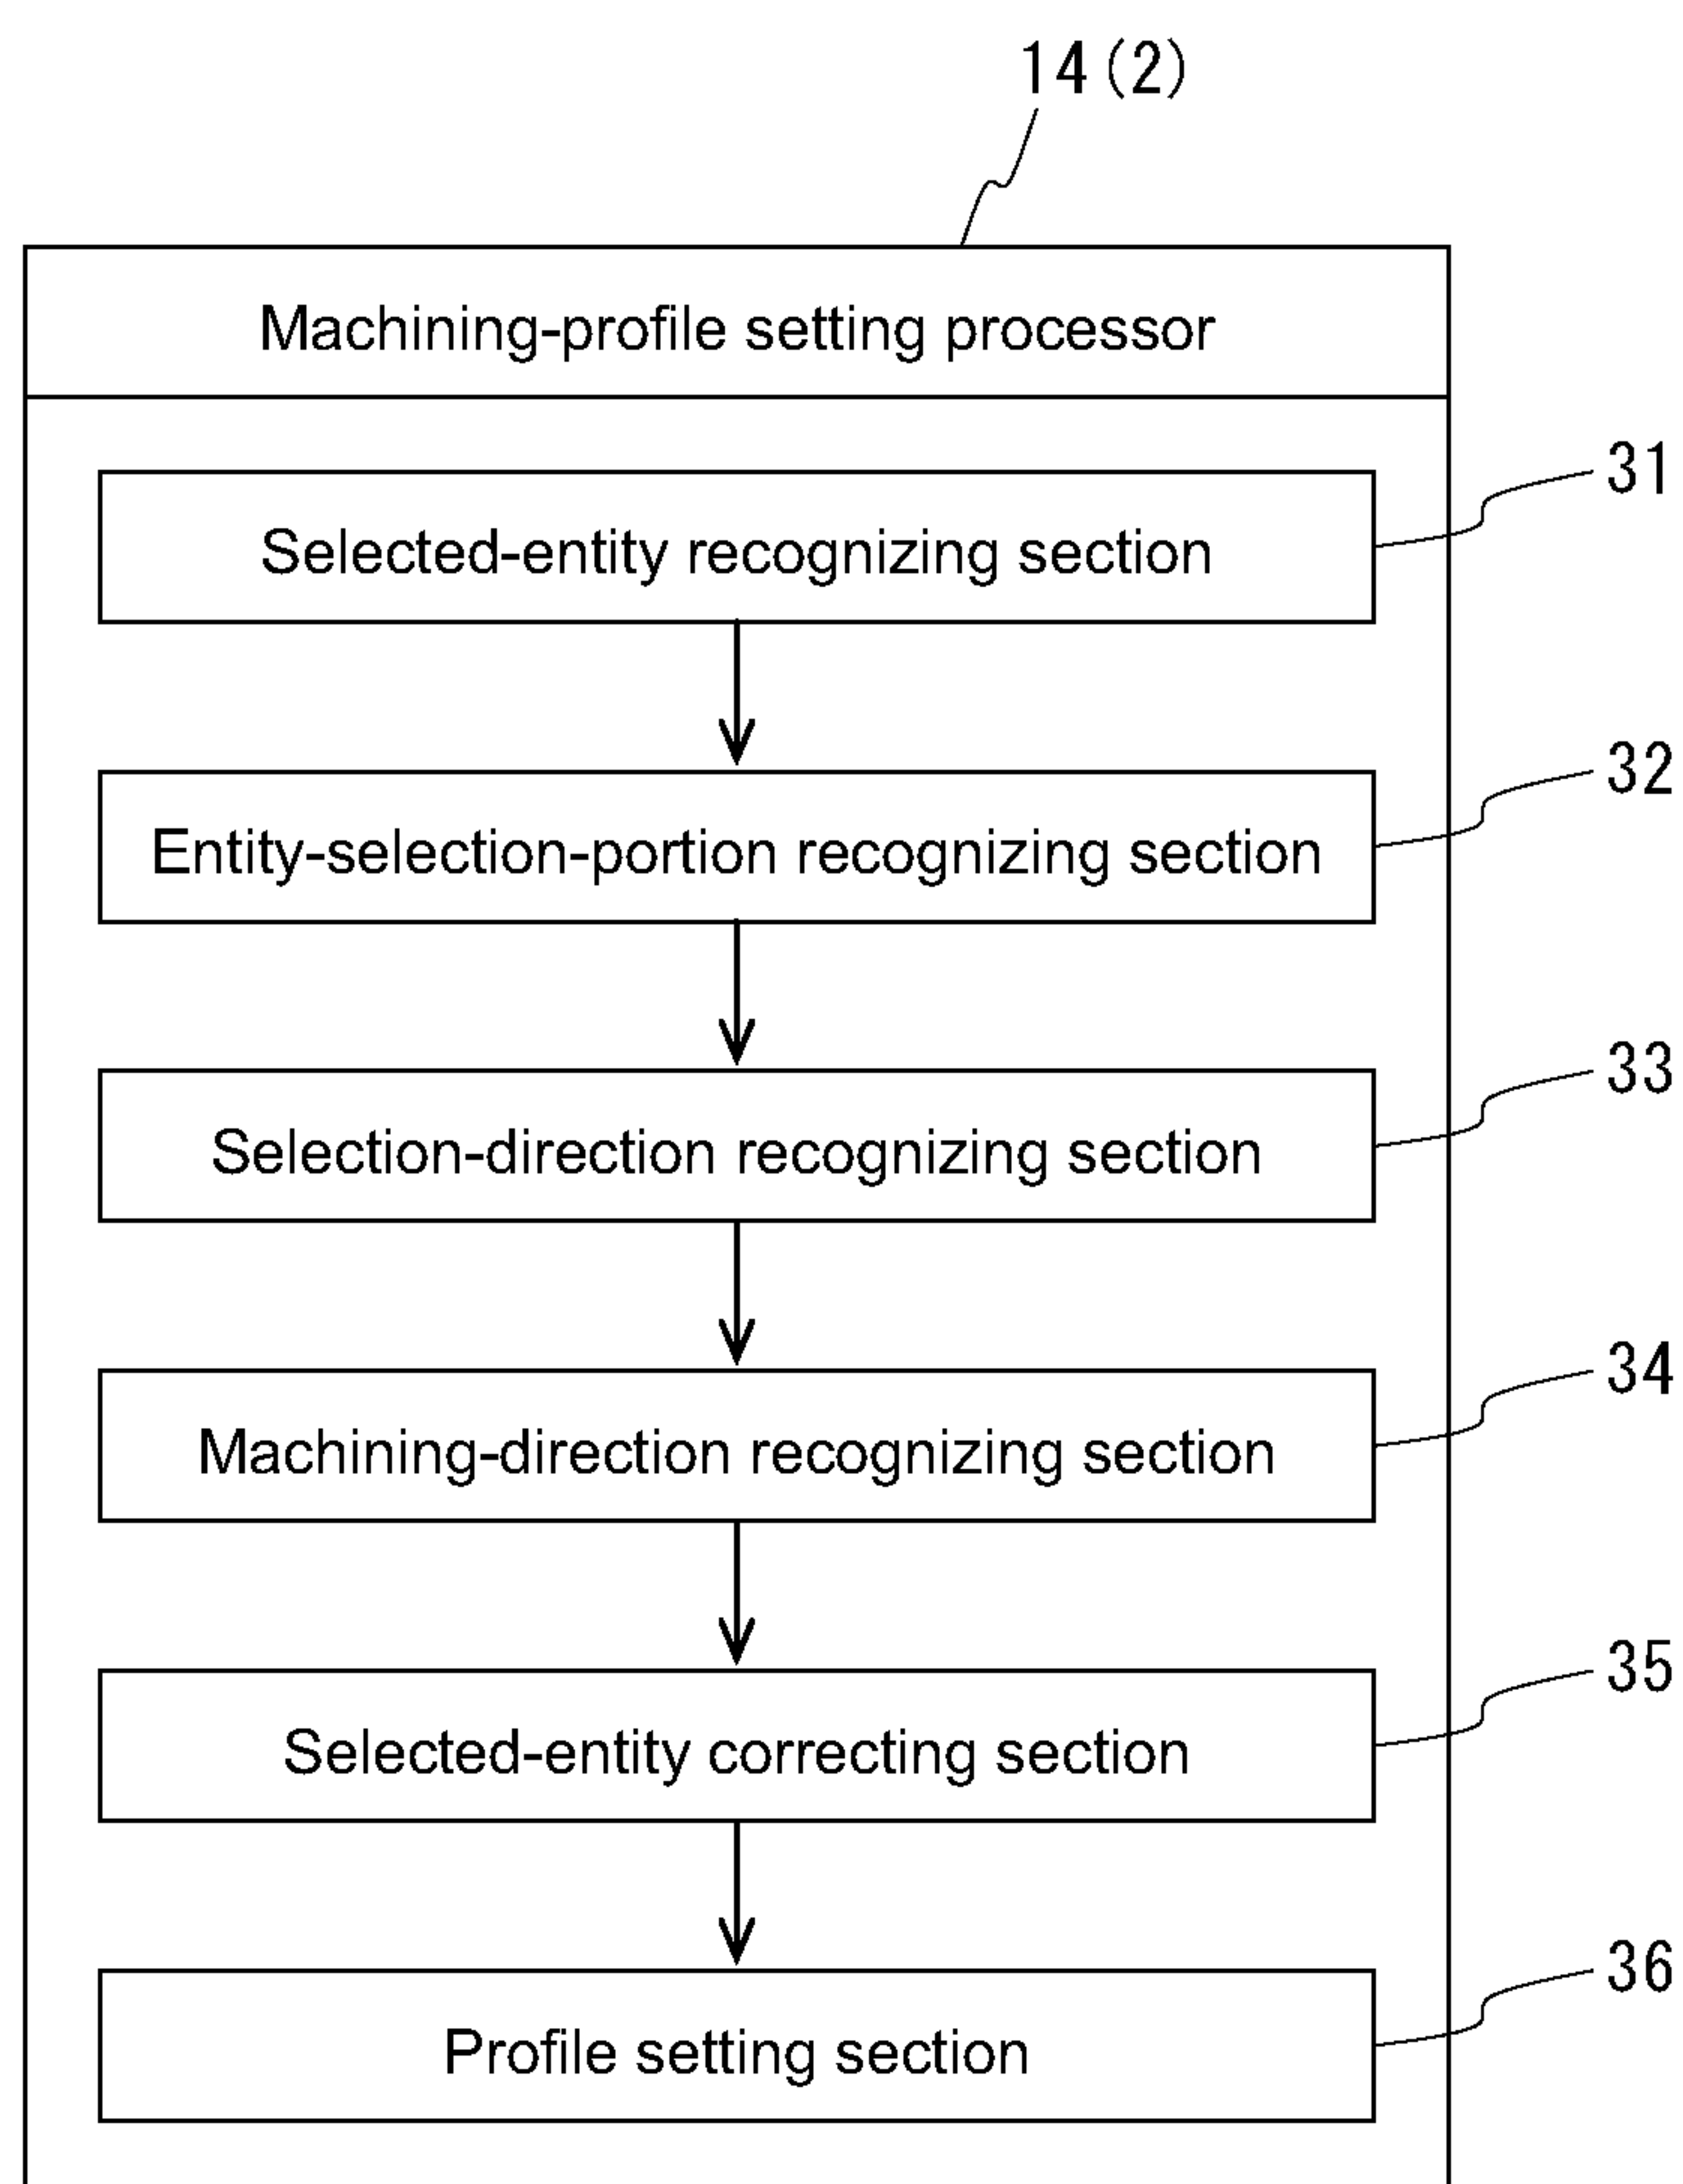 14(2)
Machining-profile setting processor
Selected-entity recognizing section
31
Entity-selection-portion recognizing section
32
Selection-direction recognizing section
33
Machining-direction recognizing section
34
Selected-entity correcting section
35
Profile setting section
36